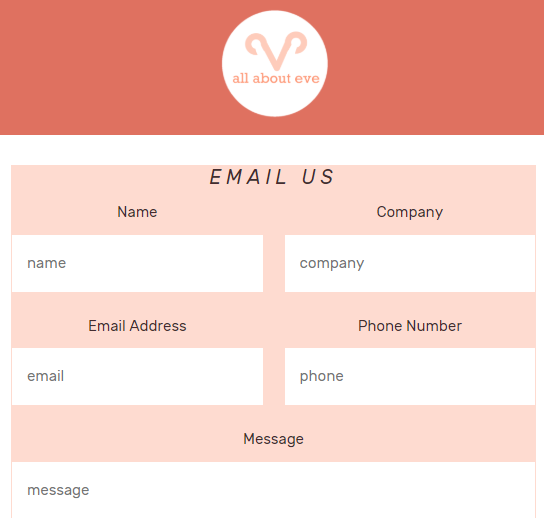 all about eve
EMAIL US
Name Company
name company
Email Address Phone Number
email phone
Message
message